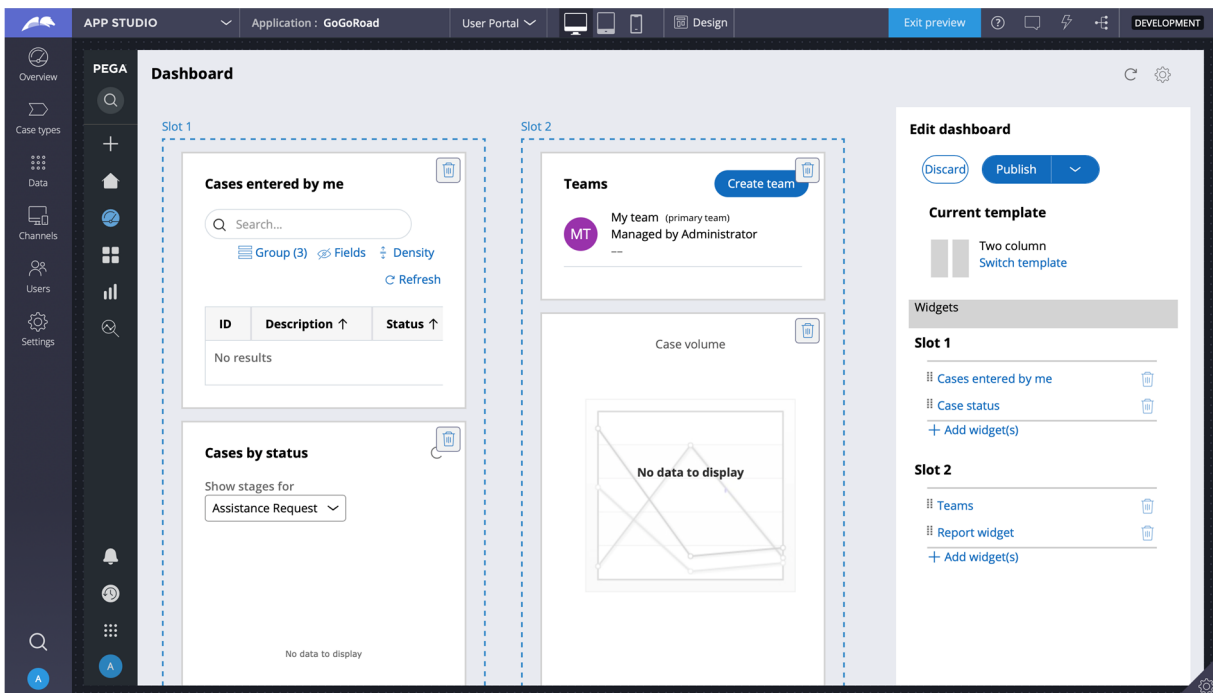 APP STUDIO
Application : GoGoRoad
User Portal
Design
Exit preview
DEVELOPMENT
Overview
Case types
Data
Channels
Users
Settings
A
PEGA
A
Dashboard
Slot 1
Cases entered by me
Search...
Group (3) Fields Density
Refresh
ID Description Status
No results
Cases by status
Show stages for
Assistance Request
No data to display
Slot 2
Teams
Create team
MT
My team (primary team)
Managed by Administrator
––
Case volume
No data to display
Edit dashboard
Discard
Publish
Current template
Two column
Switch template
Widgets
Slot 1
Cases entered by me
Case status
+ Add widget(s)
Slot 2
Teams
Report widget
+ Add widget(s)